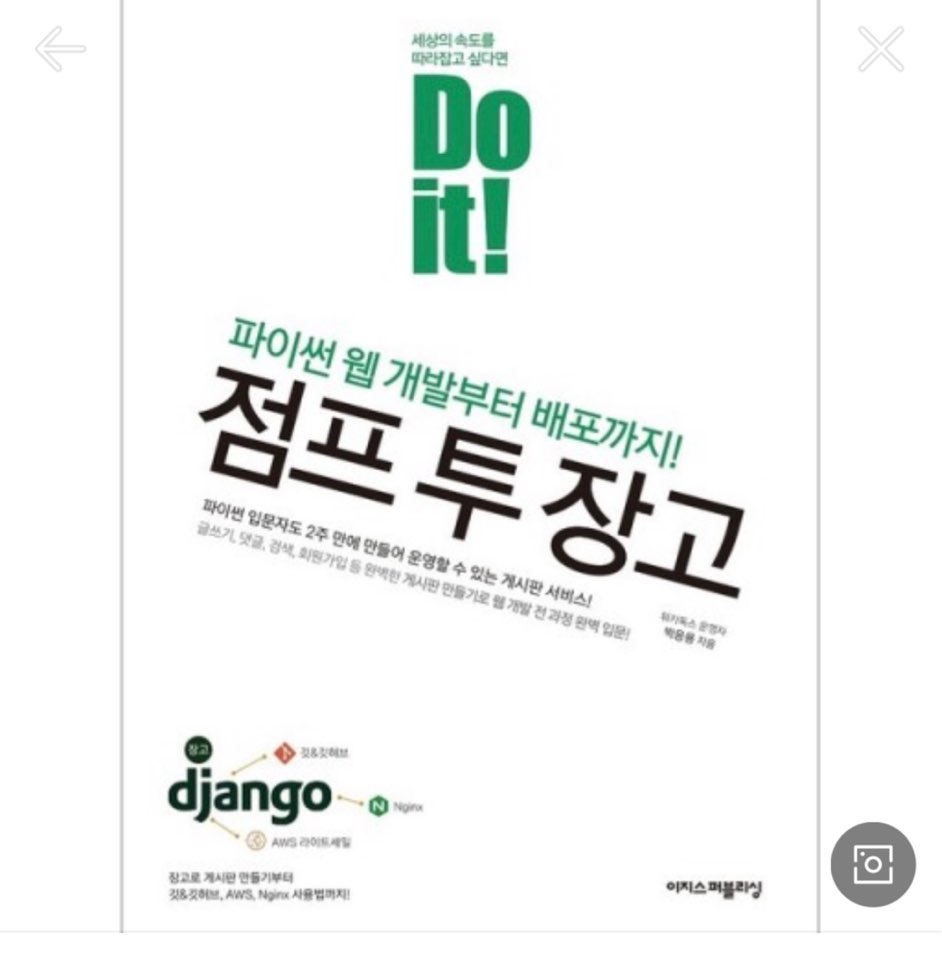 세상의 속도를
따라잡고 싶다면
Do
it!
파이썬 웹 개발부터 배포까지!
점프 투 장고
파이썬 입문자도 2주 만에 만들어 운영할 수 있는 게시판 서비스!
글쓰기, 댓글, 검색, 회원가입 등 완벽한 게시판 만들기로 웹 개발 전 과정 완벽 입문!
위키독스 운영자
박응용 지음
장고
django
깃&깃허브
Nginx
AWS 라이트세일
장고로 게시판 만들기부터
깃&깃허브, AWS, Nginx 사용법까지!
이지스 퍼블리싱